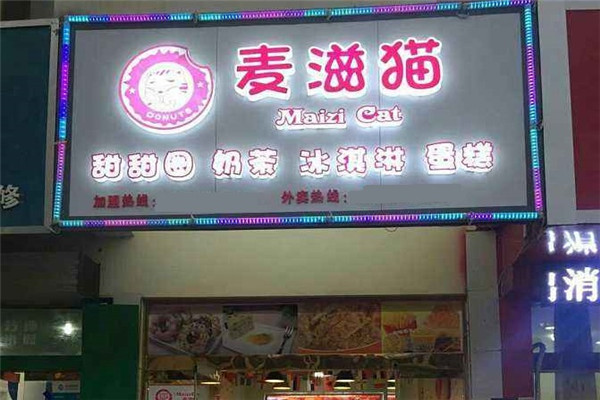 麦滋猫
DONUTS
Maizi Cat
甜甜圈 奶茶 冰淇淋 蛋糕
加盟热线： 外卖热线：
修
消